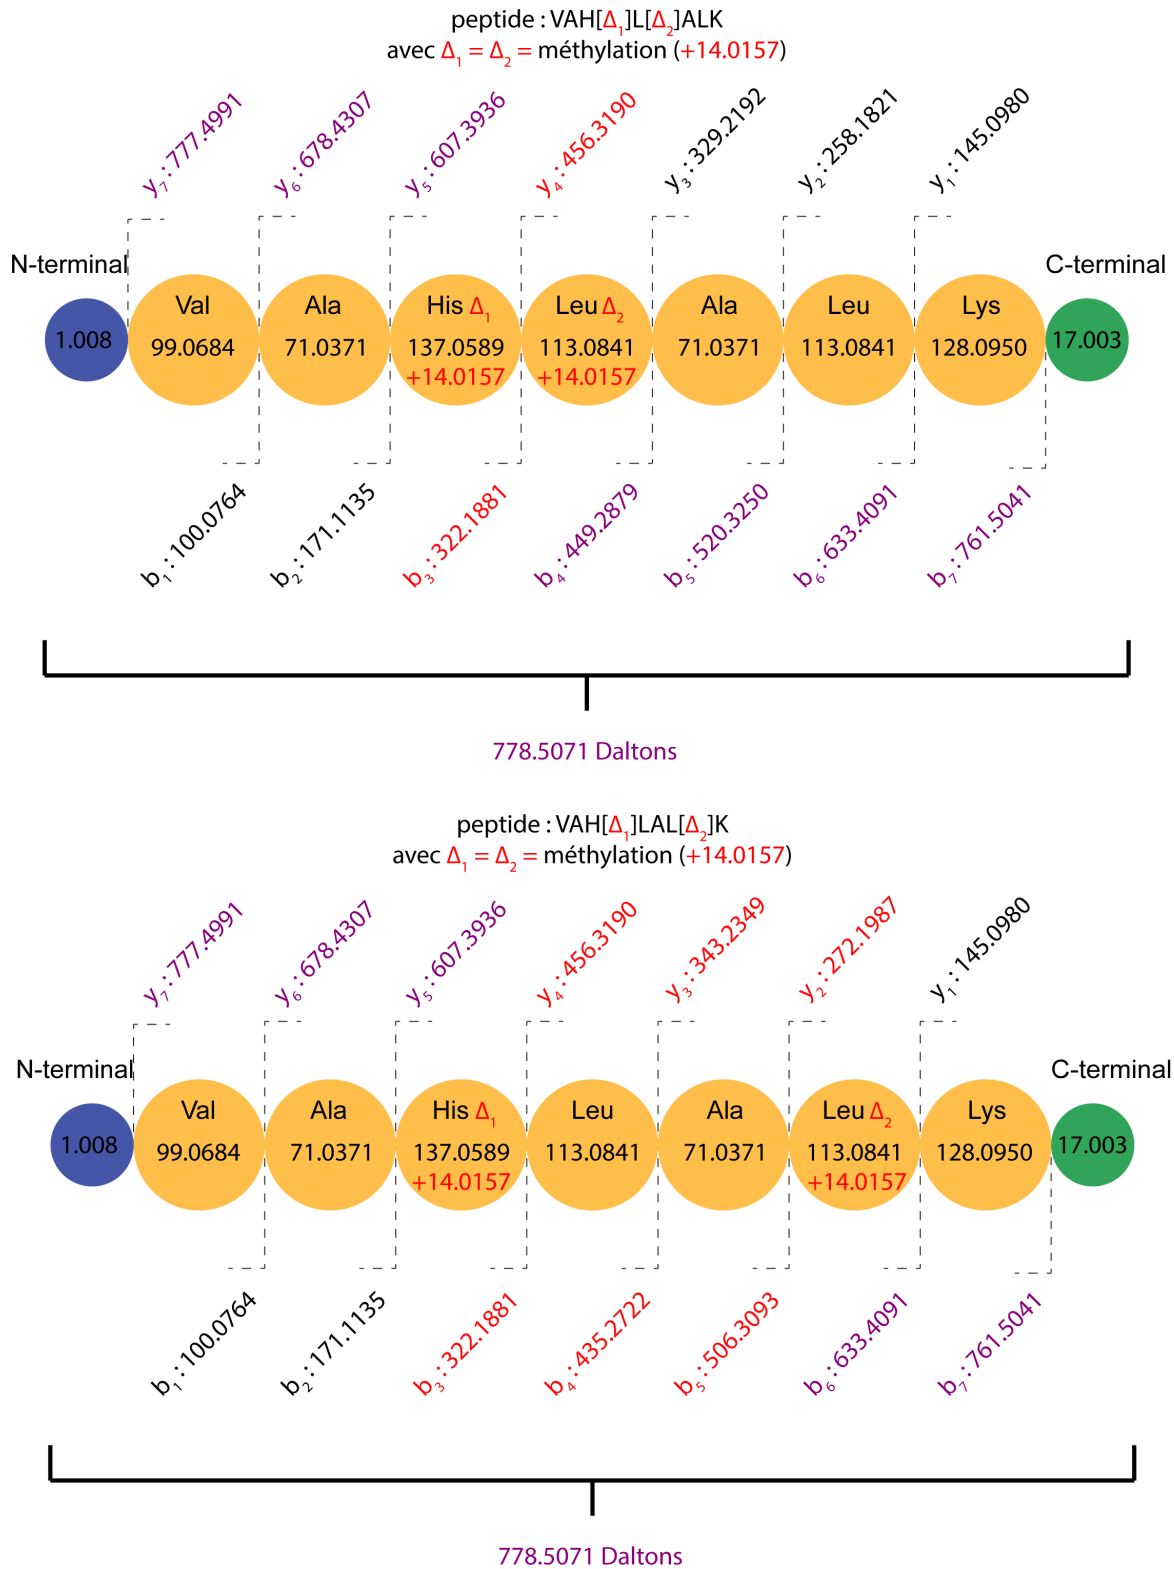 peptide : VAH[Δ₁]L[Δ₂]ALK
avec Δ₁ = Δ₂ = méthylation (+14.0157)
y₇ : 777.4991
y₆ : 678.4307
y₅ : 607.3936
y₄ : 456.3190
y₃ : 329.2192
y₂ : 258.1821
y₁ : 145.0980
N-terminal
C-terminal
1.008
Val
99.0684
Ala
71.0371
His Δ₁
137.0589
+14.0157
Leu Δ₂
113.0841
+14.0157
Ala
71.0371
Leu
113.0841
Lys
128.0950
17.003
b₁ : 100.0764
b₂ : 171.1135
b₃ : 322.1881
b₄ : 449.2879
b₅ : 520.3250
b₆ : 633.4091
b₇ : 761.5041
778.5071 Daltons
peptide : VAH[Δ₁]LAL[Δ₂]K
avec Δ₁ = Δ₂ = méthylation (+14.0157)
y₇ : 777.4991
y₆ : 678.4307
y₅ : 607.3936
y₄ : 456.3190
y₃ : 343.2349
y₂ : 272.1987
y₁ : 145.0980
N-terminal
C-terminal
1.008
Val
99.0684
Ala
71.0371
His Δ₁
137.0589
+14.0157
Leu
113.0841
Ala
71.0371
Leu Δ₂
113.0841
+14.0157
Lys
128.0950
17.003
b₁ : 100.0764
b₂ : 171.1135
b₃ : 322.1881
b₄ : 435.2722
b₅ : 506.3093
b₆ : 633.4091
b₇ : 761.5041
778.5071 Daltons